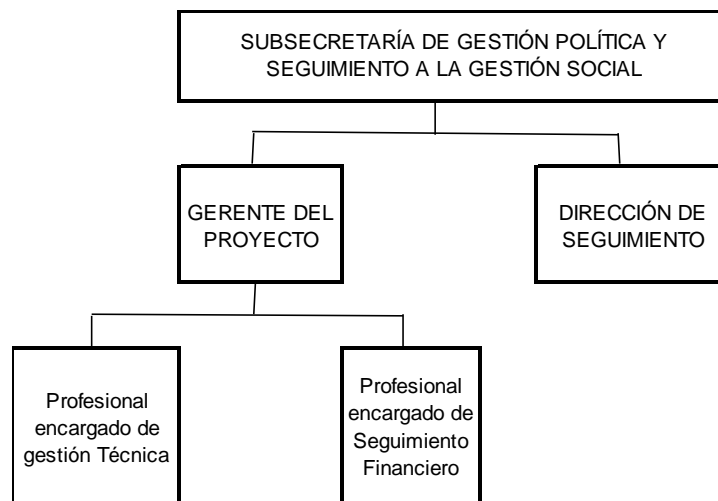 SUBSECRETARÍA DE GESTIÓN POLÍTICA Y
SEGUIMIENTO A LA GESTIÓN SOCIAL
GERENTE DEL
PROYECTO
DIRECCIÓN DE
SEGUIMIENTO
Profesional
encargado de
gestión Técnica
Profesional
encargado de
Seguimiento
Financiero